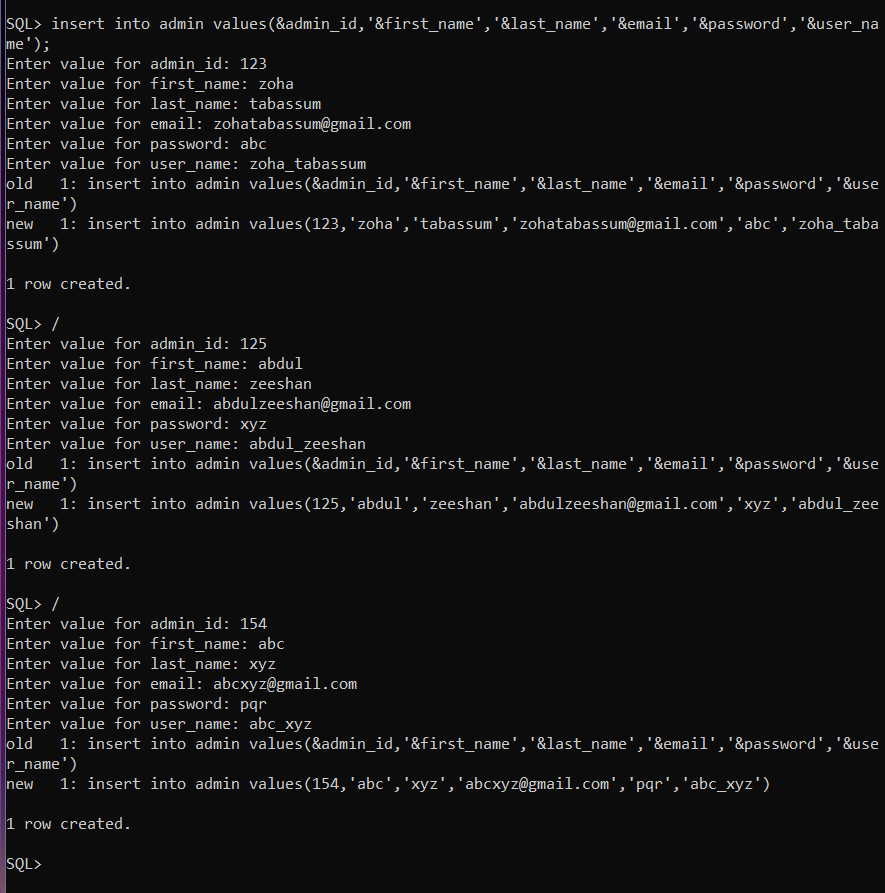 SQL> insert into admin values(&admin_id,'&first_name','&last_name','&email','&password','&user_na
me');
Enter value for admin_id: 123
Enter value for first_name: zoha
Enter value for last_name: tabassum
Enter value for email: zohatabassum@gmail.com
Enter value for password: abc
Enter value for user_name: zoha_tabassum
old   1: insert into admin values(&admin_id,'&first_name','&last_name','&email','&password','&use
r_name')
new   1: insert into admin values(123,'zoha','tabassum','zohatabassum@gmail.com','abc','zoha_taba
ssum')

1 row created.

SQL> /
Enter value for admin_id: 125
Enter value for first_name: abdul
Enter value for last_name: zeeshan
Enter value for email: abdulzeeshan@gmail.com
Enter value for password: xyz
Enter value for user_name: abdul_zeeshan
old   1: insert into admin values(&admin_id,'&first_name','&last_name','&email','&password','&use
r_name')
new   1: insert into admin values(125,'abdul','zeeshan','abdulzeeshan@gmail.com','xyz','abdul_zee
shan')

1 row created.

SQL> /
Enter value for admin_id: 154
Enter value for first_name: abc
Enter value for last_name: xyz
Enter value for email: abcxyz@gmail.com
Enter value for password: pqr
Enter value for user_name: abc_xyz
old   1: insert into admin values(&admin_id,'&first_name','&last_name','&email','&password','&use
r_name')
new   1: insert into admin values(154,'abc','xyz','abcxyz@gmail.com','pqr','abc_xyz')

1 row created.

SQL>